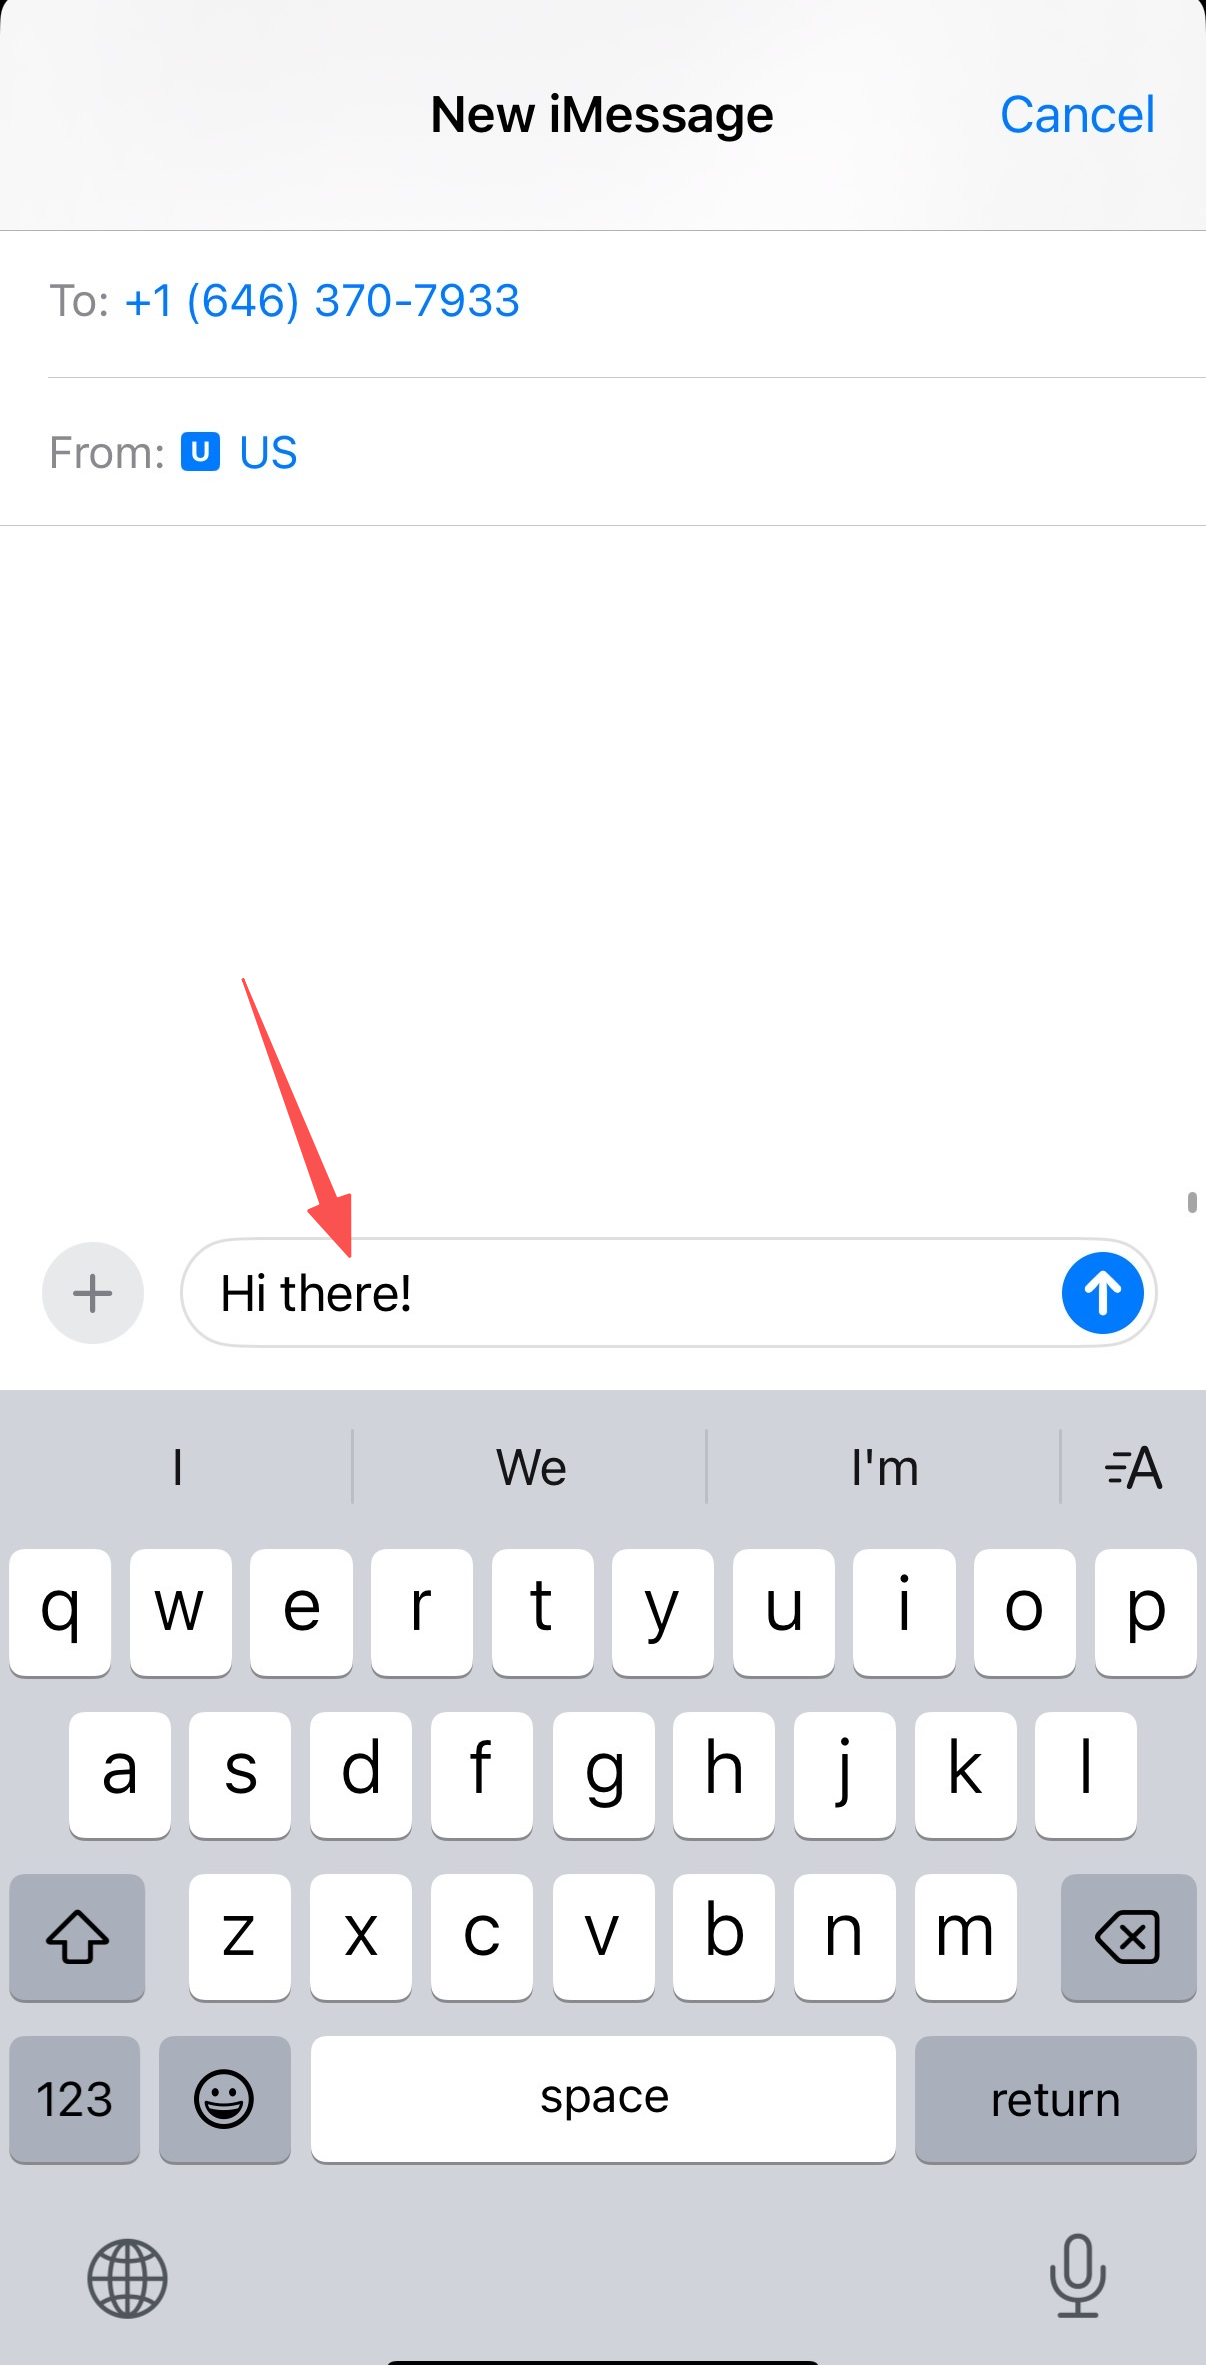 New iMessage
Cancel
To: +1 (646) 370-7933
From: U US
Hi there!
I We I'm A
q w e r t y u i o p
a s d f g h j k l
z x c v b n m
123 space return